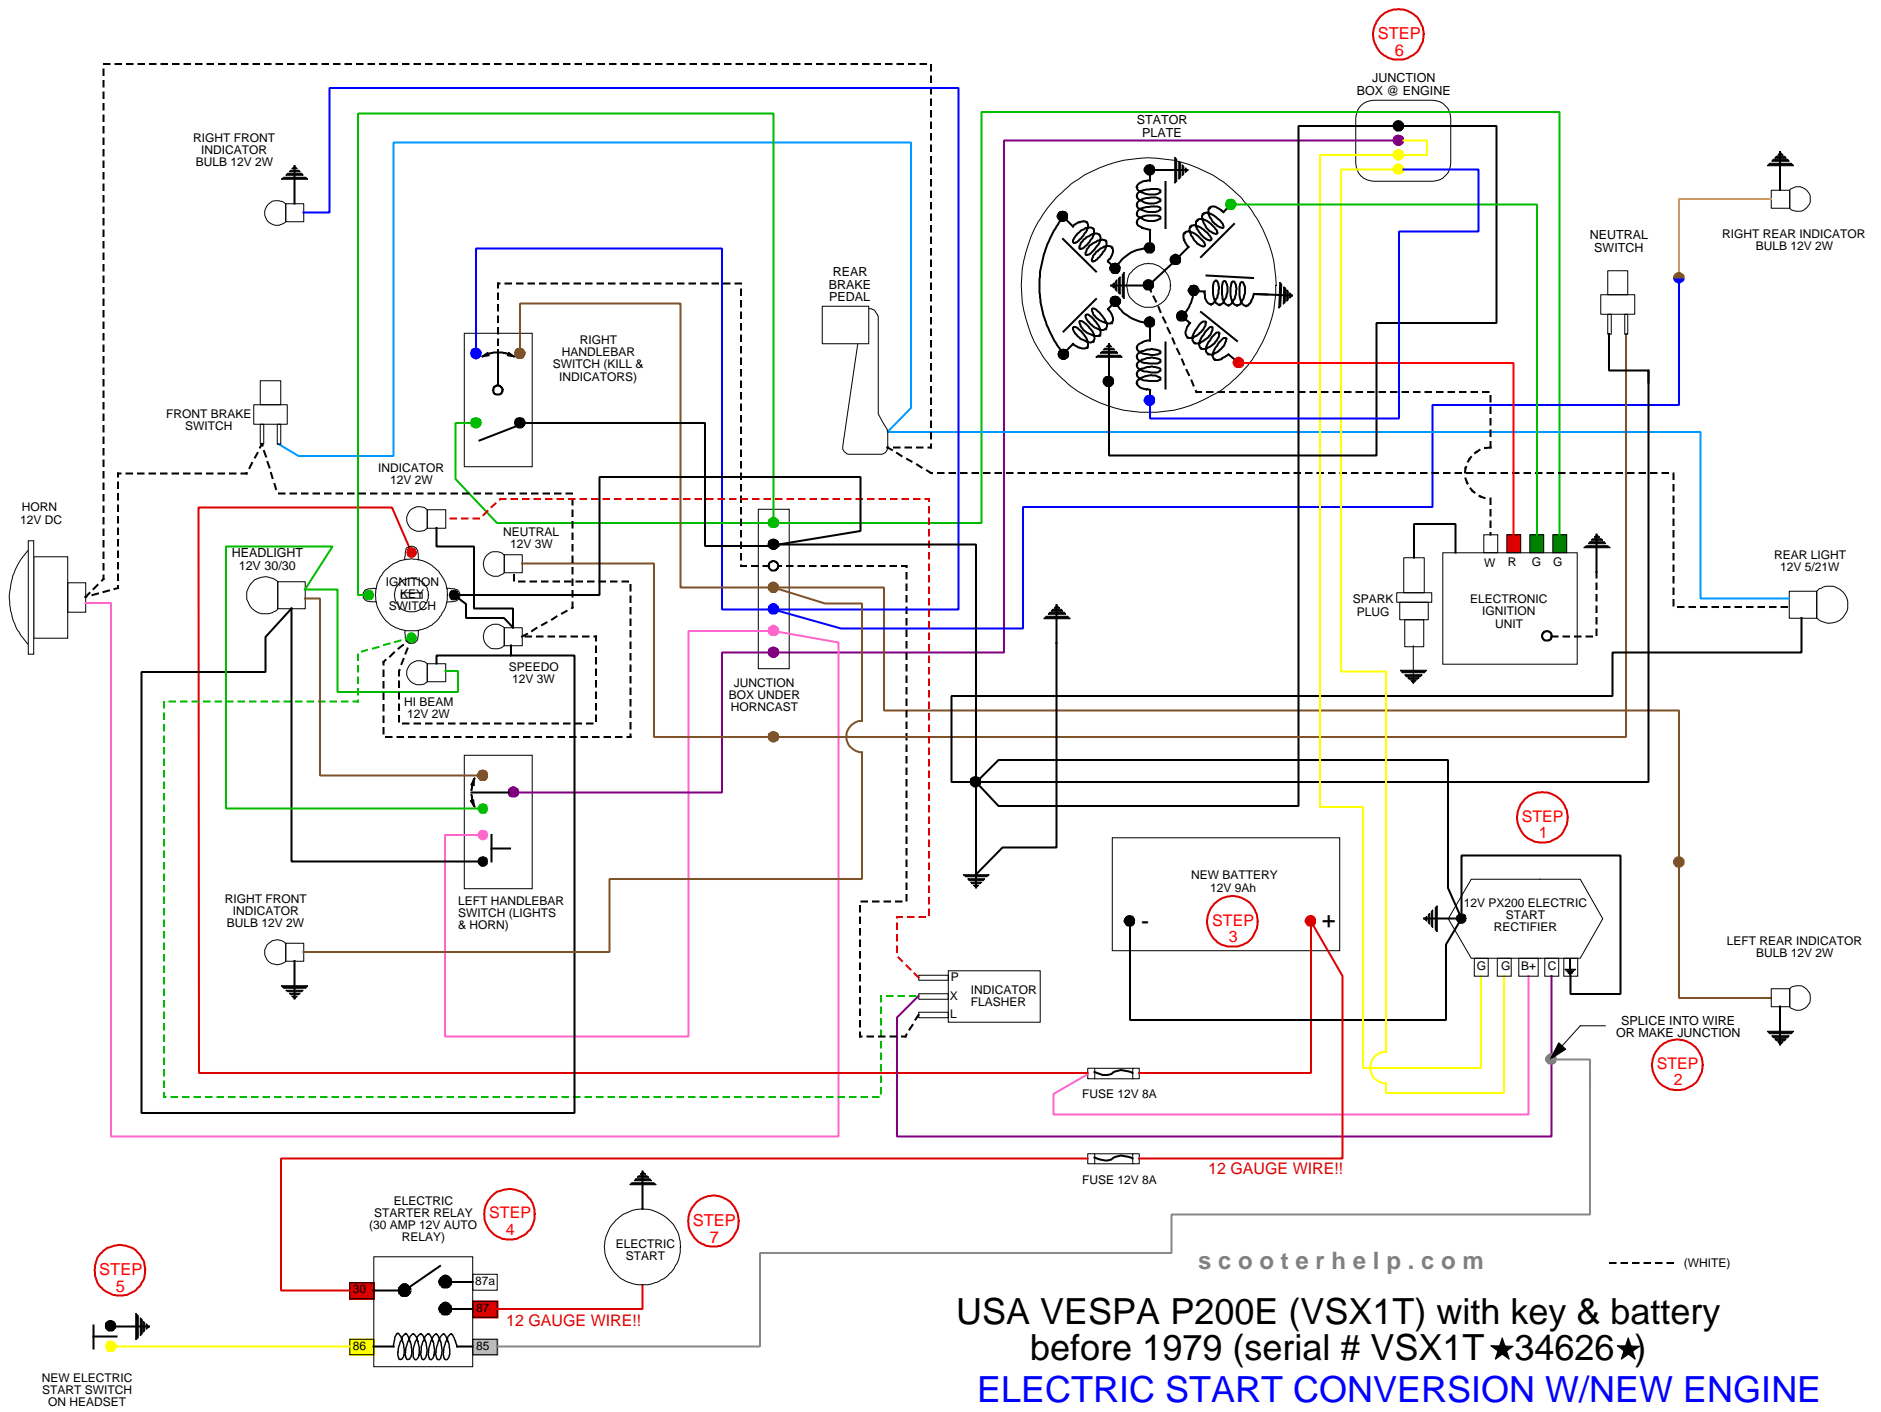 STEP
6
JUNCTION
BOX @ ENGINE
STATOR
PLATE
RIGHT FRONT
INDICATOR
BULB 12V 2W
RIGHT REAR INDICATOR
BULB 12V 2W
NEUTRAL
SWITCH
REAR
BRAKE
PEDAL
RIGHT
HANDLEBAR
SWITCH (KILL &
INDICATORS)
FRONT BRAKE
SWITCH
INDICATOR
12V 2W
HORN
12V DC
NEUTRAL
12V 3W
HEADLIGHT
12V 30/30
IGNITION
KEY
SWITCH
SPEEDO
12V 3W
HI BEAM
12V 2W
JUNCTION
BOX UNDER
HORNCAST
W R G G
SPARK
PLUG
ELECTRONIC
IGNITION
UNIT
REAR LIGHT
12V 5/21W
STEP
1
LEFT HANDLEBAR
SWITCH (LIGHTS
& HORN)
RIGHT FRONT
INDICATOR
BULB 12V 2W
NEW BATTERY
12V 9Ah
STEP
3
- +
12V PX200 ELECTRIC
START
RECTIFIER
G G B+ C
LEFT REAR INDICATOR
BULB 12V 2W
P
X
L
INDICATOR
FLASHER
SPLICE INTO WIRE
OR MAKE JUNCTION
STEP
2
FUSE 12V 8A
12 GAUGE WIRE!!
FUSE 12V 8A
ELECTRIC
STARTER RELAY
(30 AMP 12V AUTO
RELAY)
STEP
4
STEP
7
ELECTRIC
START
STEP
5
30
87a
87
86
85
12 GAUGE WIRE!!
NEW ELECTRIC
START SWITCH
ON HEADSET
scooterhelp.com
(WHITE)
USA VESPA P200E (VSX1T) with key & battery
before 1979 (serial # VSX1T★34626★)
ELECTRIC START CONVERSION W/NEW ENGINE